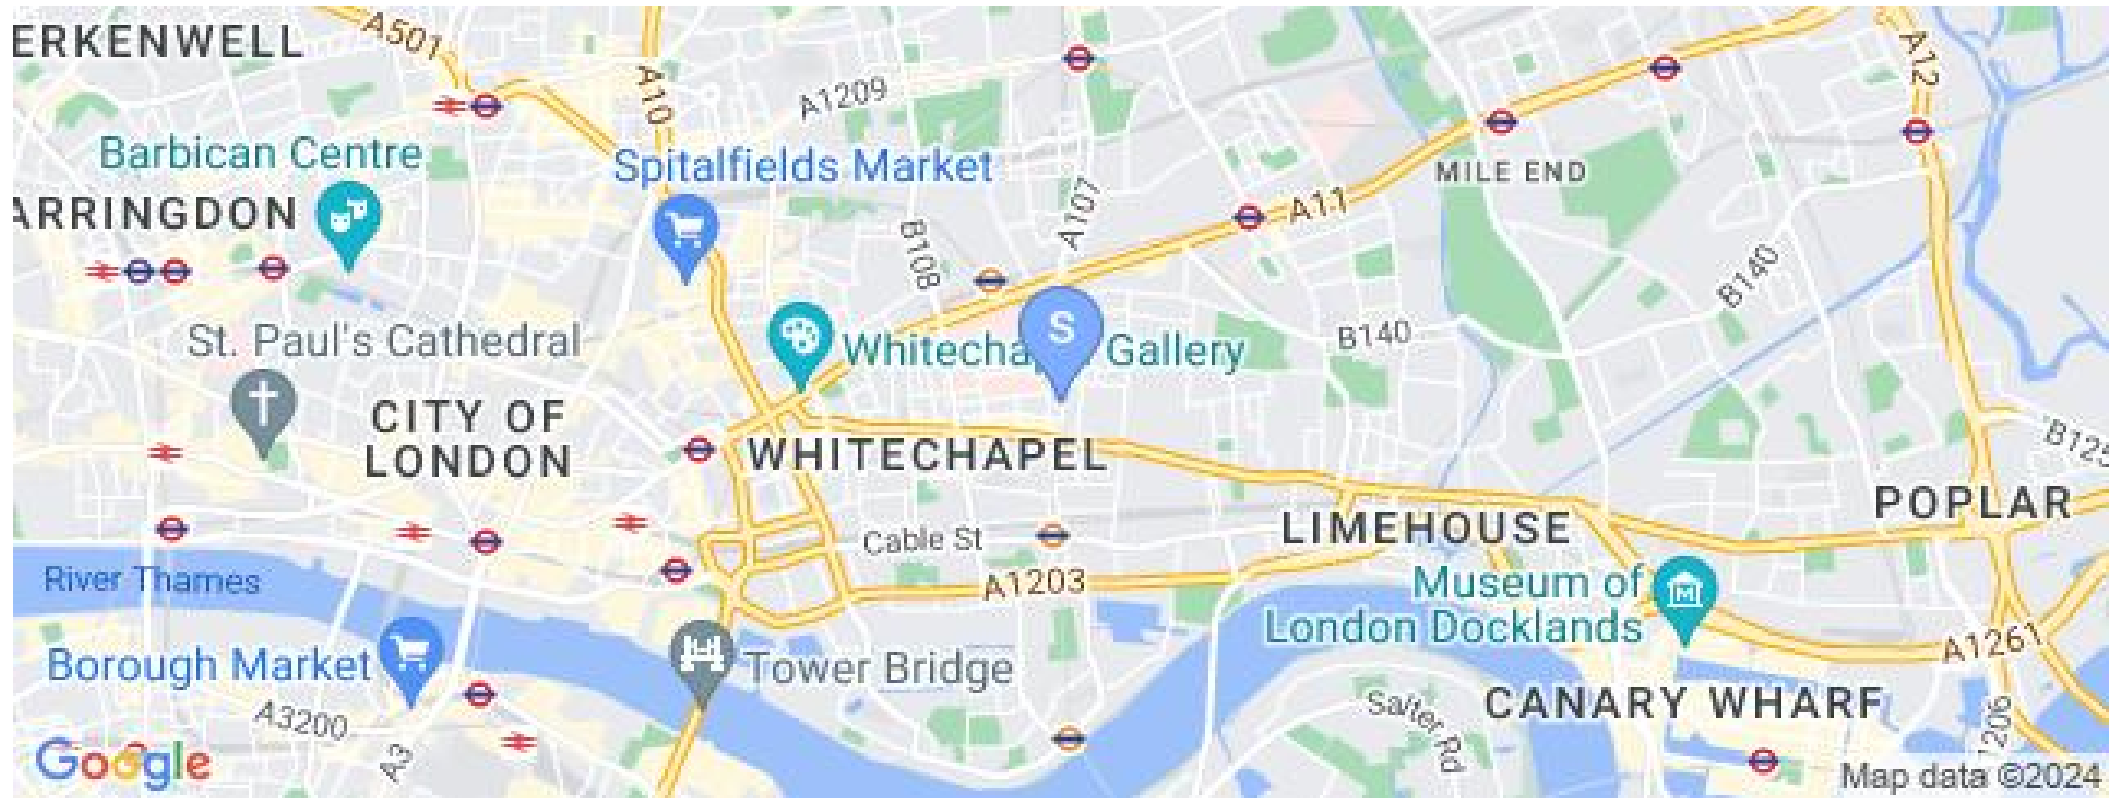 ERKENWELL
A501
A10
A1209
A12
Barbican Centre
Spitalfields Market
MILE END
ARRINGDON
A107
A11
B108
B140
St. Paul's Cathedral
Whitecha
S
Gallery
B140
CITY OF
LONDON
WHITECHAPEL
B125
POPLAR
LIMEHOUSE
Cable St
River Thames
A1203
Museum of
London Docklands
A1261
Borough Market
Tower Bridge
CANARY WHARF
Salter Rd
A3200
A3
1206
Google
Map data ©2024